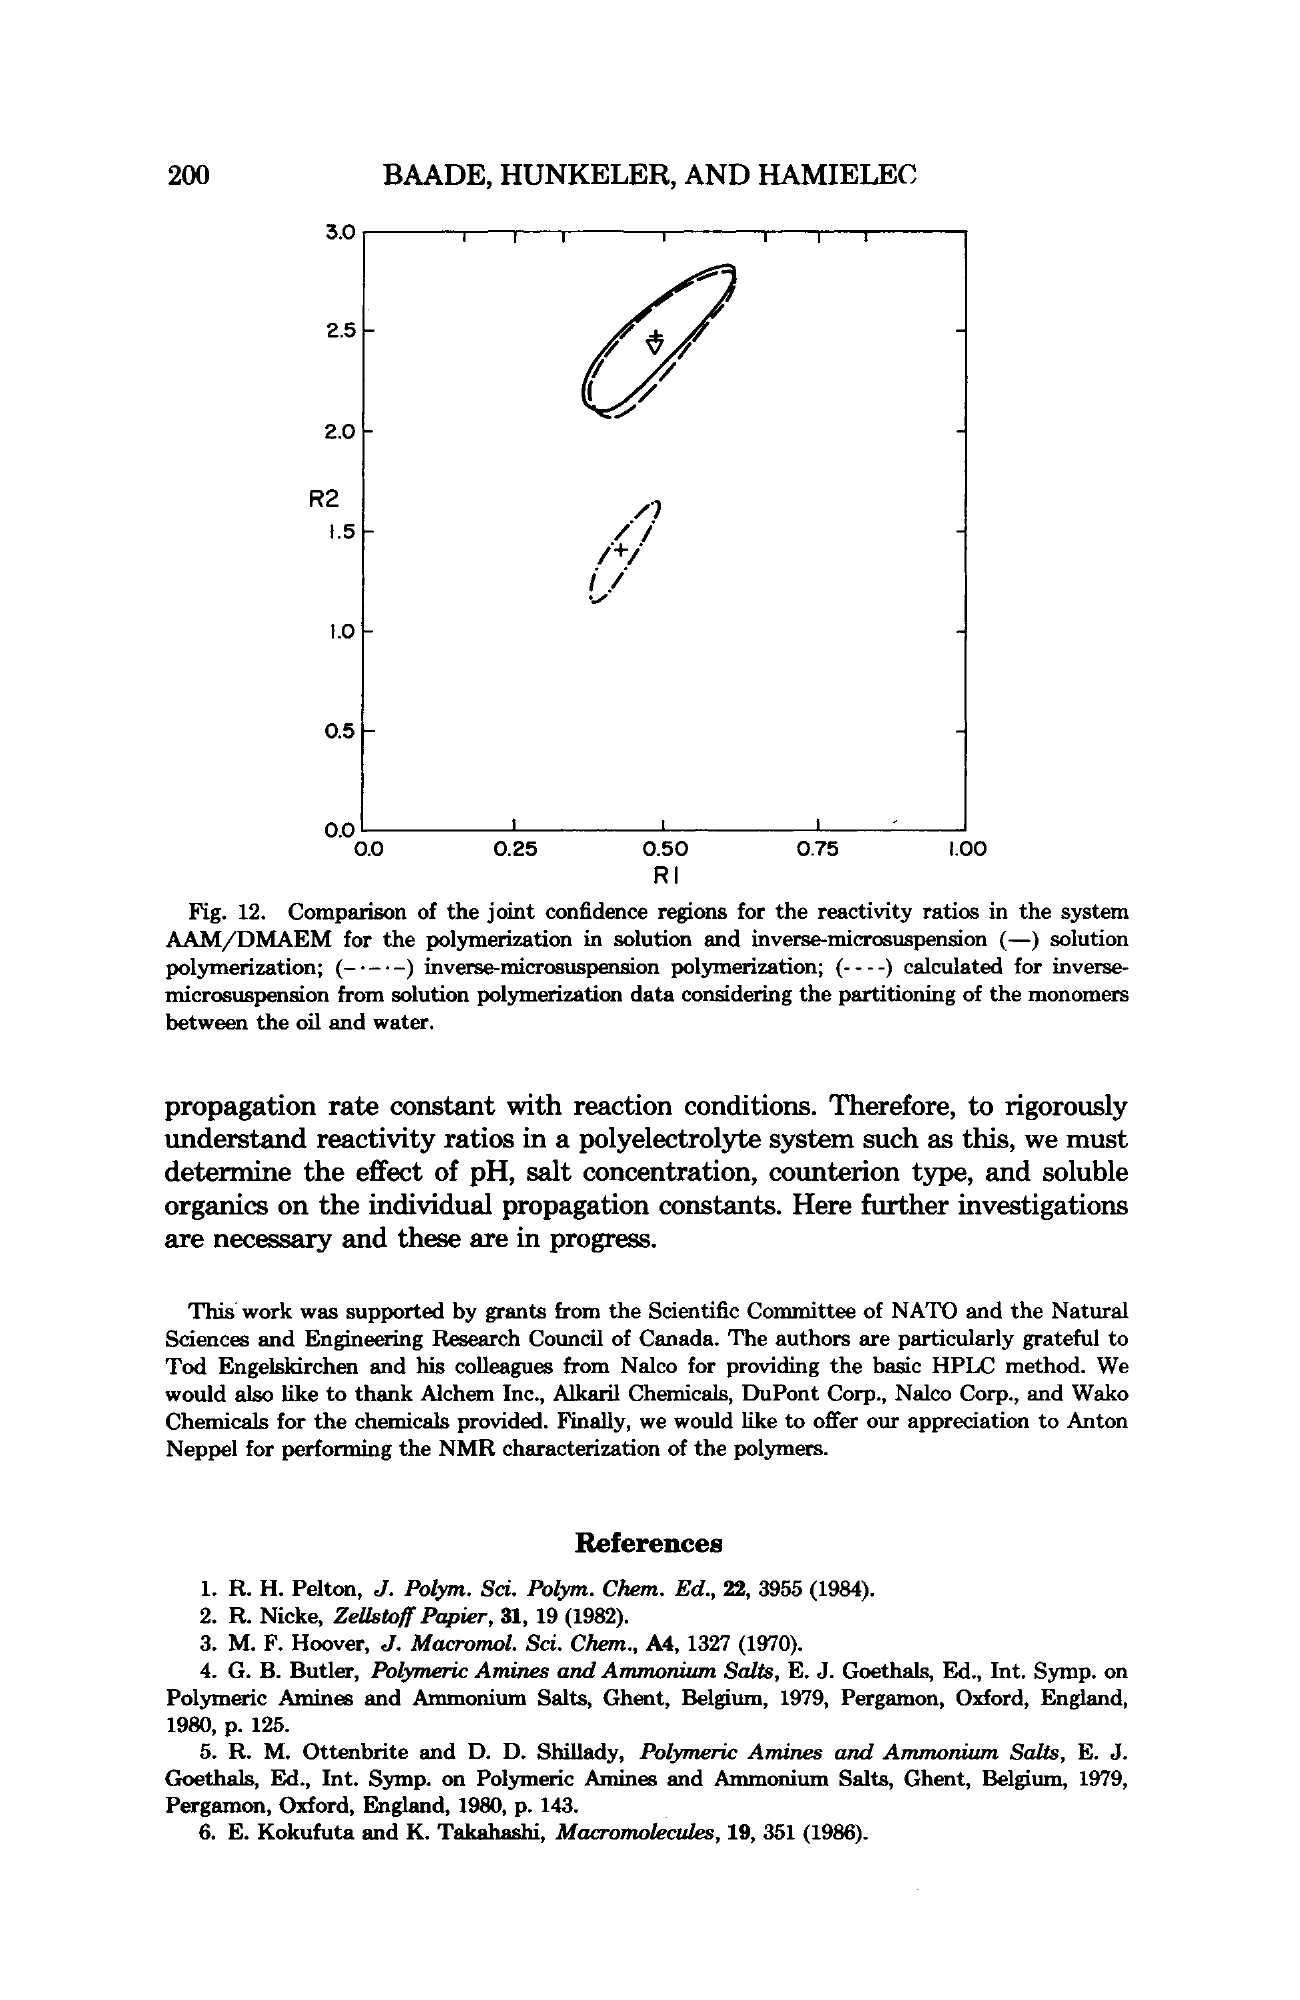 200
BAADE, HUNKELER, AND HAMIELEC
3.0
2.5
2.0
R2
1.5
1.0
0.5
0.0
0.0 0.25 0.50 0.75 1.00
R1
Fig. 12. Comparison of the joint confidence regions for the reactivity ratios in the system
AAM/DMAEM for the polymerization in solution and inverse-microsuspension (—) solution
polymerization; (-·-·-) inverse-microsuspension polymerization; (----) calculated for inverse-
microsuspension from solution polymerization data considering the partitioning of the monomers
between the oil and water.
propagation rate constant with reaction conditions. Therefore, to rigorously
understand reactivity ratios in a polyelectrolyte system such as this, we must
determine the effect of pH, salt concentration, counterion type, and soluble
organics on the individual propagation constants. Here further investigations
are necessary and these are in progress.
This work was supported by grants from the Scientific Committee of NATO and the Natural
Sciences and Engineering Research Council of Canada. The authors are particularly grateful to
Tod Engelskirchen and his colleagues from Nalco for providing the basic HPLC method. We
would also like to thank Alchem Inc., Alkaril Chemicals, DuPont Corp., Nalco Corp., and Wako
Chemicals for the chemicals provided. Finally, we would like to offer our appreciation to Anton
Neppel for performing the NMR characterization of the polymers.
References
1. R. H. Pelton, J. Polym. Sci. Polym. Chem. Ed., 22, 3955 (1984).
2. R. Nicke, Zellstoff Papier, 31, 19 (1982).
3. M. F. Hoover, J. Macromol. Sci. Chem., A4, 1327 (1970).
4. G. B. Butler, Polymeric Amines and Ammonium Salts, E. J. Goethals, Ed., Int. Symp. on
Polymeric Amines and Ammonium Salts, Ghent, Belgium, 1979, Pergamon, Oxford, England,
1980, p. 125.
5. R. M. Ottenbrite and D. D. Shillady, Polymeric Amines and Ammonium Salts, E. J.
Goethals, Ed., Int. Symp. on Polymeric Amines and Ammonium Salts, Ghent, Belgium, 1979,
Pergamon, Oxford, England, 1980, p. 143.
6. E. Kokufuta and K. Takahashi, Macromolecules, 19, 351 (1986).